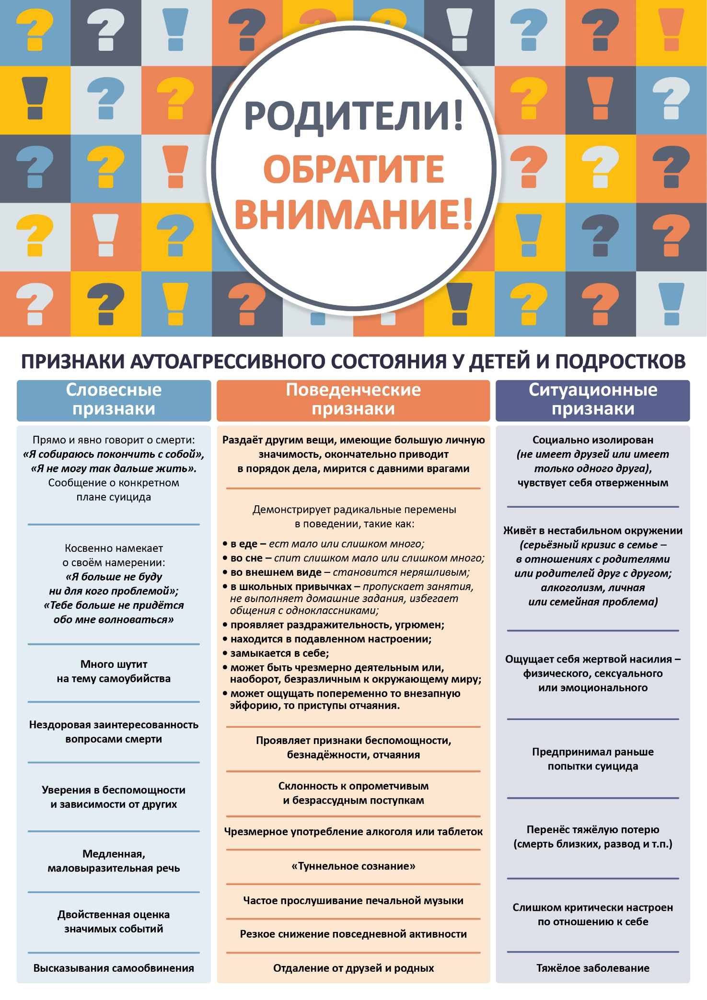 РОДИТЕЛИ!
ОБРАТИТЕ
ВНИМАНИЕ!
ПРИЗНАКИ АУТОАГРЕССИВНОГО СОСТОЯНИЯ У ДЕТЕЙ И ПОДРОСТКОВ
Словесные
признаки
Прямо и явно говорит о смерти:
«Я собираюсь покончить с собой»,
«Я не могу так дальше жить».
Сообщение о конкретном
плане суицида
Косвенно намекает
о своём намерении:
«Я больше не буду
ни для кого проблемой»;
«Тебе больше не придётся
обо мне волноваться»
Много шутит
на тему самоубийства
Нездоровая заинтересованность
вопросами смерти
Уверения в беспомощности
и зависимости от других
Медленная,
маловыразительная речь
Двойственная оценка
значимых событий
Высказывания самообвинения
Поведенческие
признаки
Раздаёт другим вещи, имеющие большую личную
значимость, окончательно приводит
в порядок дела, мирится с давними врагами
Демонстрирует радикальные перемены
в поведении, такие как:
• в еде – ест мало или слишком много;
• во сне – спит слишком мало или слишком много;
• во внешнем виде – становится неряшливым;
• в школьных привычках – пропускает занятия,
не выполняет домашние задания, избегает
общения с одноклассниками;
• проявляет раздражительность, угрюмен;
• находится в подавленном настроении;
• замыкается в себе;
• может быть чрезмерно деятельным или,
наоборот, безразличным к окружающему миру;
• может ощущать попеременно то внезапную
эйфорию, то приступы отчаяния.
Проявляет признаки беспомощности,
безнадёжности, отчаяния
Склонность к опрометчивым
и безрассудным поступкам
Чрезмерное употребление алкоголя или таблеток
«Туннельное сознание»
Частое прослушивание печальной музыки
Резкое снижение повседневной активности
Отдаление от друзей и родных
Ситуационные
признаки
Социально изолирован
(не имеет друзей или имеет
только одного друга),
чувствует себя отверженным
Живёт в нестабильном окружении
(серьёзный кризис в семье –
в отношениях с родителями
или родителей друг с другом;
алкоголизм, личная
или семейная проблема)
Ощущает себя жертвой насилия –
физического, сексуального
или эмоционального
Предпринимал раньше
попытки суицида
Перенёс тяжёлую потерю
(смерть близких, развод и т.п.)
Слишком критически настроен
по отношению к себе
Тяжёлое заболевание